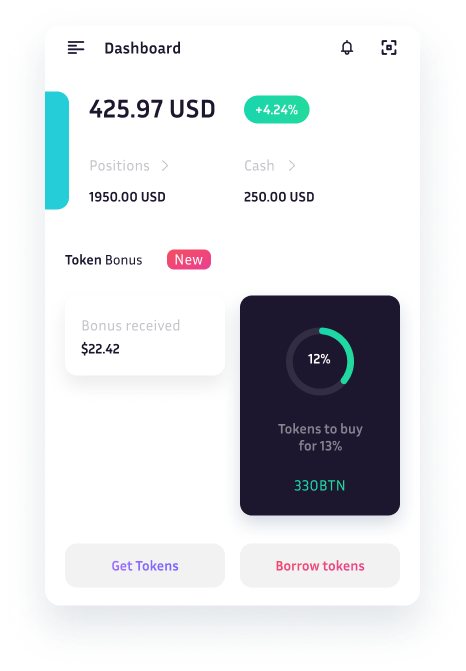 Dashboard
425.97 USD
+4.24%
Positions
Cash
1950.00 USD
250.00 USD
Token Bonus
New
Bonus received
$22.42
12%
Tokens to buy
for 13%
330BTN
Get Tokens
Borrow tokens